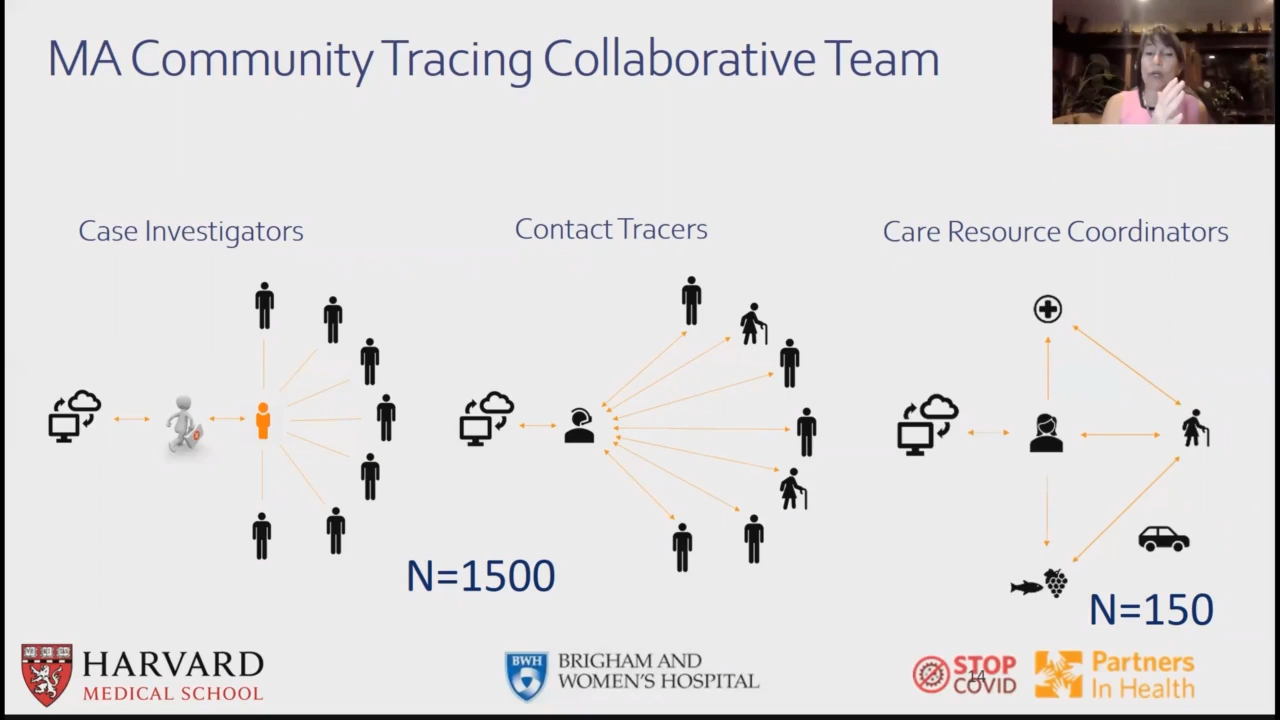 MA Community Tracing Collaborative Team
Case Investigators
Contact Tracers
Care Resource Coordinators
N=1500
N=150
HARVARD
MEDICAL SCHOOL
BWH
BRIGHAM AND
WOMEN'S HOSPITAL
STOP
COVID
14
Partners
In Health